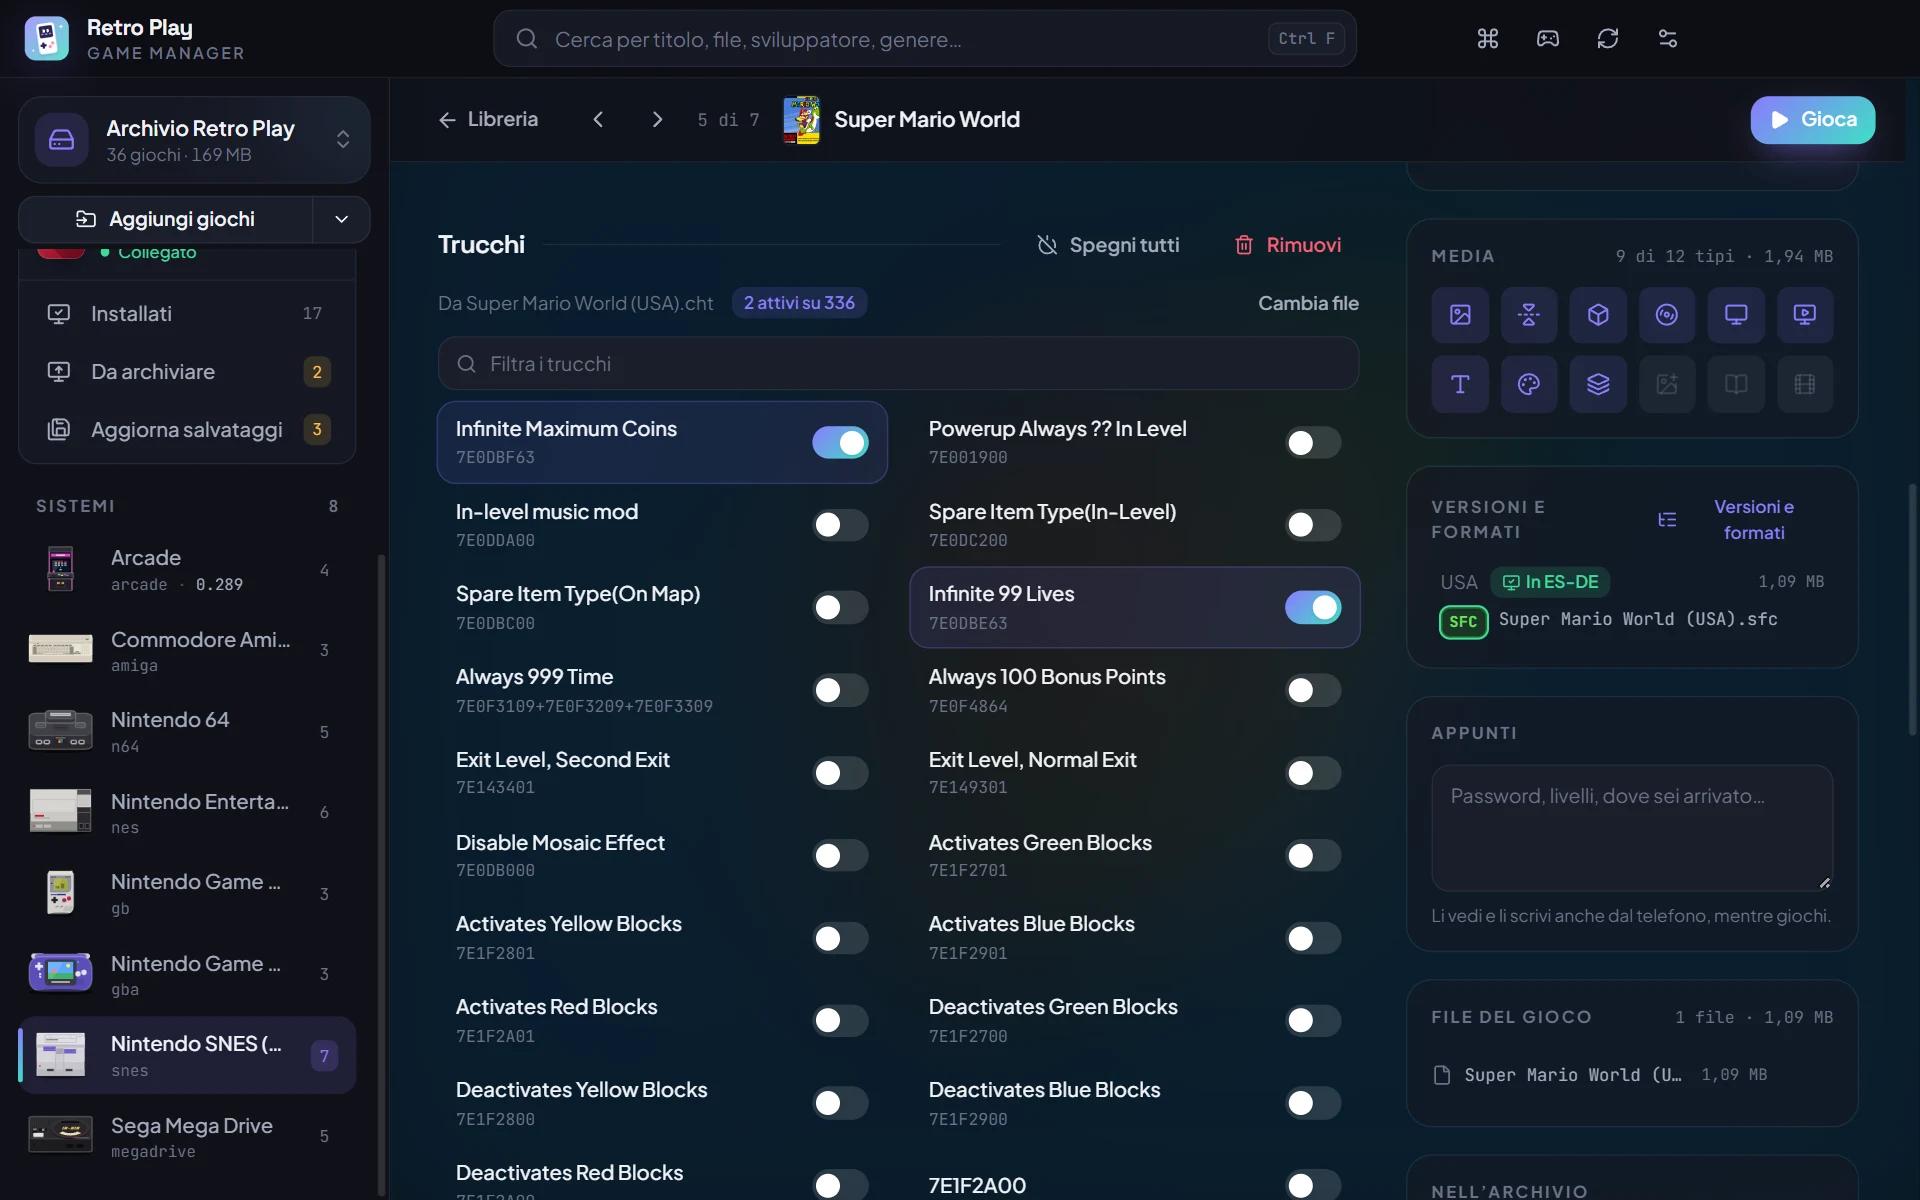 Retro Play
GAME MANAGER
Cerca per titolo, file, sviluppatore, genere...
Ctrl F
Archivio Retro Play
36 giochi · 169 MB
Aggiungi giochi
Collegato
Installati 17
Da archiviare 2
Aggiorna salvataggi 3
SISTEMI 8
Arcade
arcade · 0.289
4
Commodore Ami...
amiga
3
Nintendo 64
n64
5
Nintendo Enterta...
nes
6
Nintendo Game ...
gb
3
Nintendo Game ...
gba
3
Nintendo SNES (...
snes
7
Sega Mega Drive
megadrive
5
Libreria
5 di 7
Super Mario World
Gioca
Trucchi
Spegni tutti
Rimuovi
Da Super Mario World (USA).cht
2 attivi su 336
Cambia file
Filtra i trucchi
Infinite Maximum Coins
7E0DBF63
Powerup Always ?? In Level
7E001900
In-level music mod
7E0DDA00
Spare Item Type(In-Level)
7E0DC200
Spare Item Type(On Map)
7E0DBC00
Infinite 99 Lives
7E0DBE63
Always 999 Time
7E0F3109+7E0F3209+7E0F3309
Always 100 Bonus Points
7E0F4864
Exit Level, Second Exit
7E143401
Exit Level, Normal Exit
7E149301
Disable Mosaic Effect
7E0DB000
Activates Green Blocks
7E1F2701
Activates Yellow Blocks
7E1F2801
Activates Blue Blocks
7E1F2901
Activates Red Blocks
7E1F2A01
Deactivates Green Blocks
7E1F2700
Deactivates Yellow Blocks
7E1F2800
Deactivates Blue Blocks
7E1F2900
Deactivates Red Blocks
7E1F2A00
7E1F2A00
MEDIA
9 di 12 tipi · 1,94 MB
VERSIONI E
FORMATI
Versioni e
formati
USA
In ES-DE
1,09 MB
SFC
Super Mario World (USA).sfc
APPUNTI
Password, livelli, dove sei arrivato...
Li vedi e li scrivi anche dal telefono, mentre giochi.
FILE DEL GIOCO
1 file · 1,09 MB
Super Mario World (U...
1,09 MB
NELL'ARCHIVIO